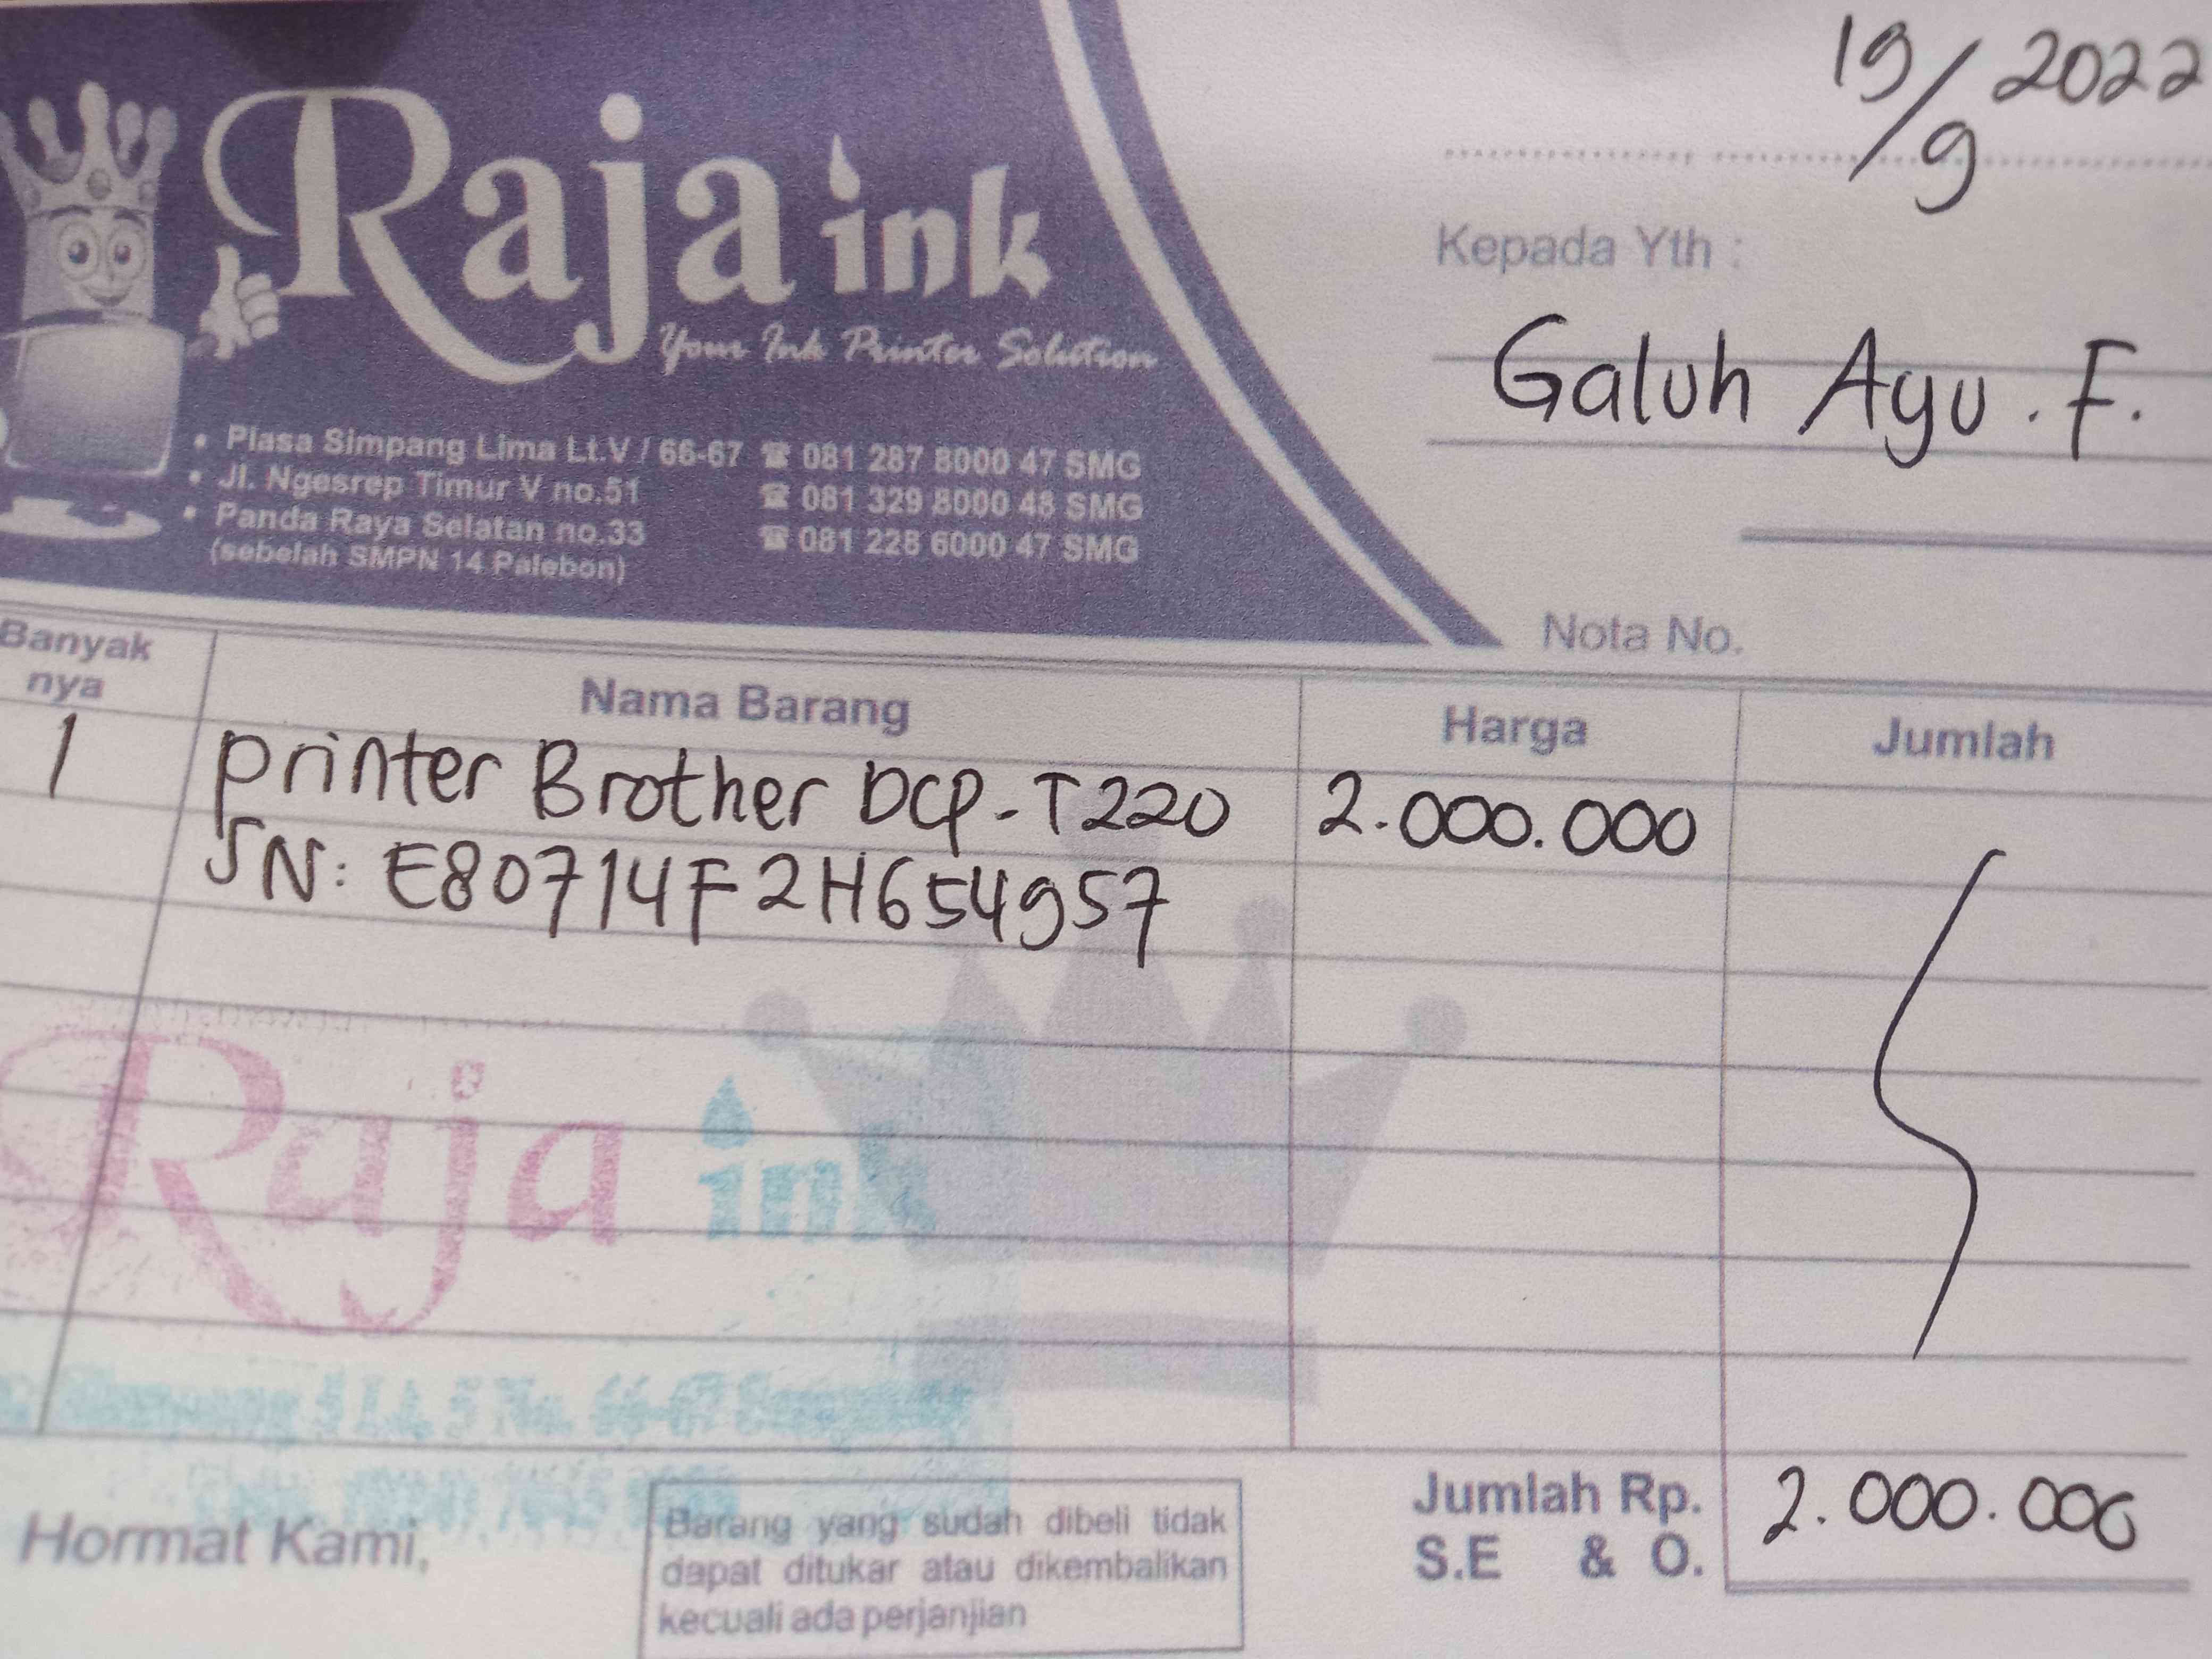 19/9 2022
Raja ink
Your Ink Printer Solution
• Plasa Simpang Lima Lt.V / 66-67 ☎ 081 287 8000 47 SMG
• Jl. Ngesrep Timur V no.51 ☎ 081 329 8000 48 SMG
• Panda Raya Selatan no.33 ☎ 081 228 6000 47 SMG
(sebelah SMPN 14 Palebon)
Kepada Yth :
Galuh Ayu . F.
Nota No.
Banyak
nya
Nama Barang
Harga
Jumlah
1 printer Brother DCP-T220 2.000.000
SN: E80714F2H654957
Raja ink
Jumlah Rp. 2.000.000
S.E & O.
Hormat Kami,
Barang yang sudah dibeli tidak
dapat ditukar atau dikembalikan
kecuali ada perjanjian